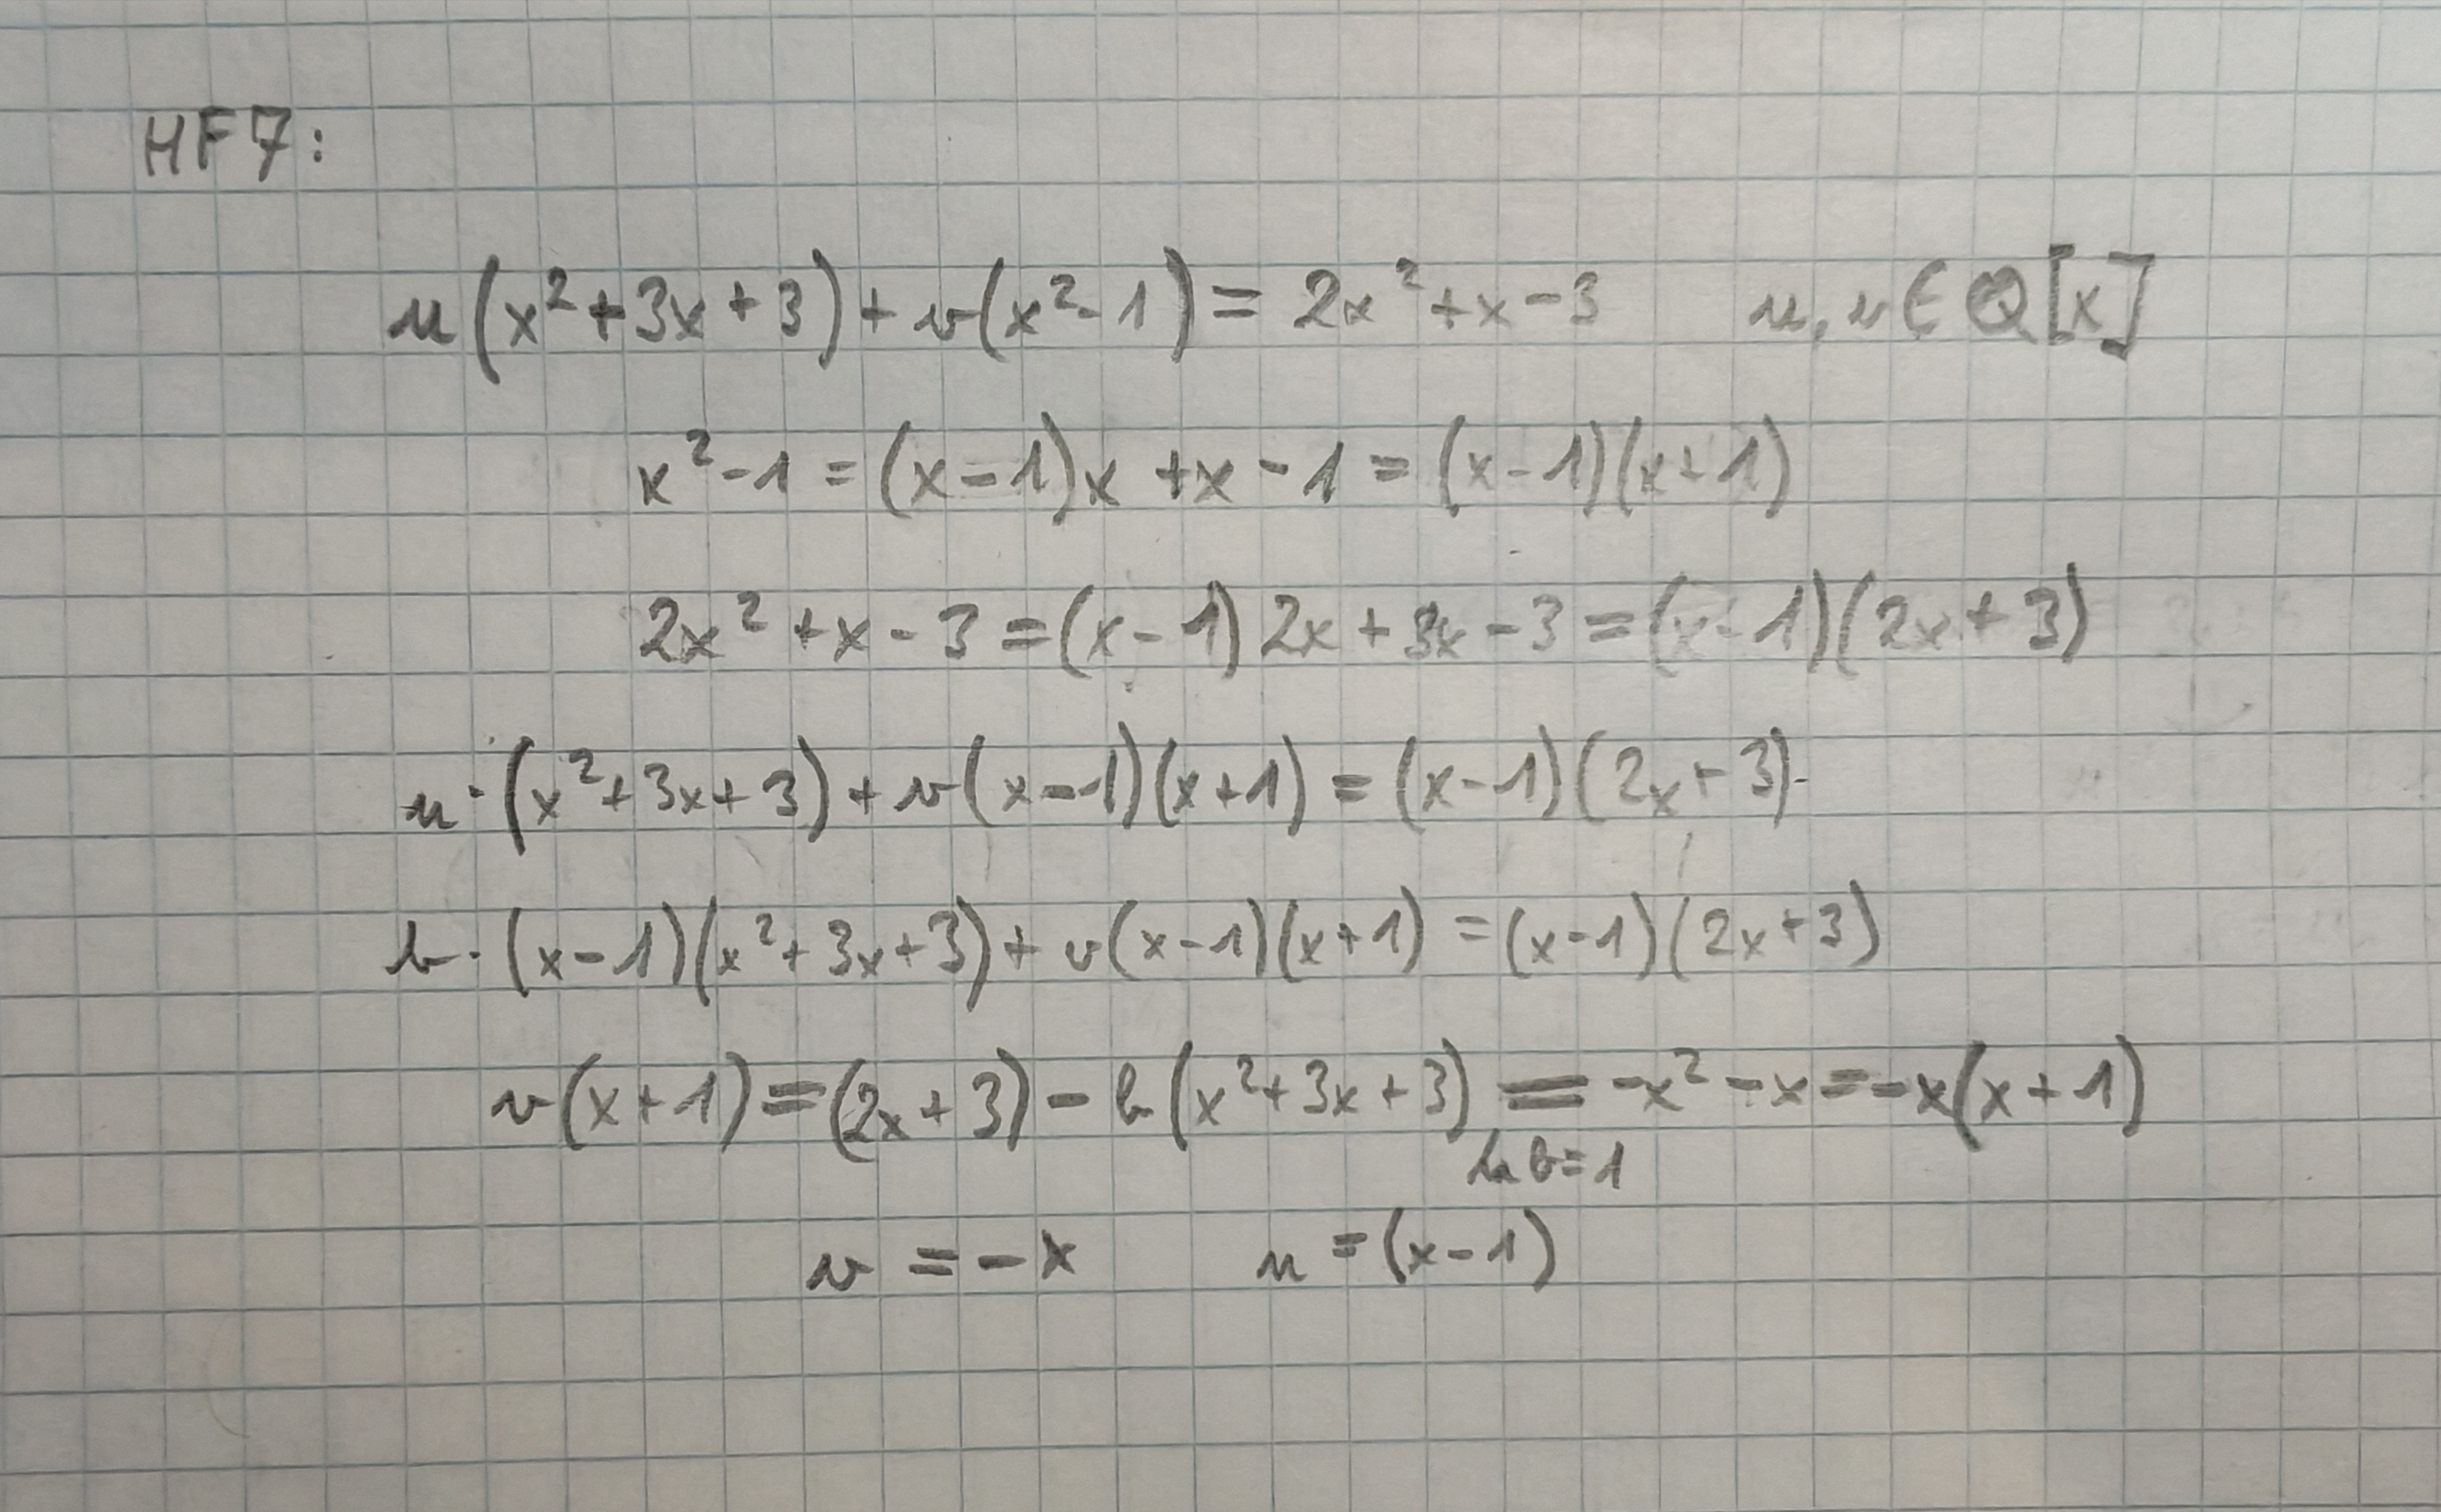 HF7:
u(x²+3x+3)+v(x²-1)= 2x²+x-3 u, v∈Q[x]
x²-1=(x-1)x+x-1=(x-1)(x+1)
2x²+x-3=(x-1)2x+3x-3=(x-1)(2x+3)
u·(x²+3x+3)+v(x-1)(x+1)=(x-1)(2x+3)
b·(x-1)(x²+3x+3)+v(x-1)(x+1)=(x-1)(2x+3)
v(x+1)=(2x+3)-b(x²+3x+3)=-x²-x=-x(x+1)
ha b=1
v=-x u=(x-1)